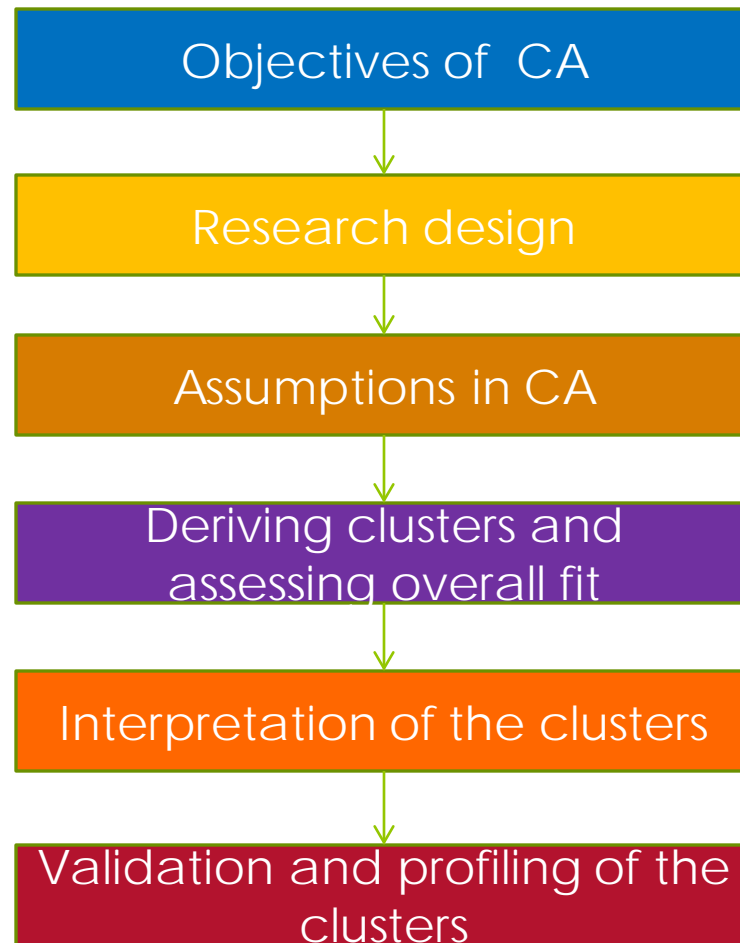 Objectives of  CA
Research design
Assumptions in CA
Deriving clusters and
assessing overall fit
Interpretation of the clusters
Validation and profiling of the
clusters